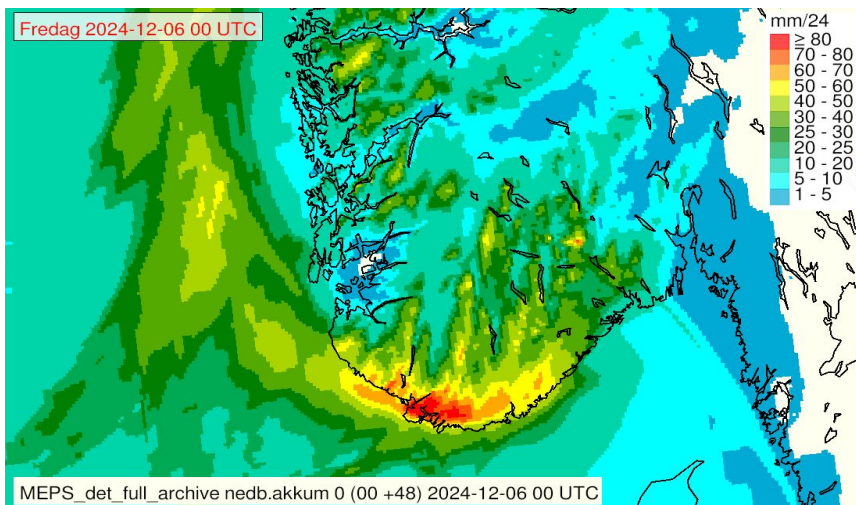 Fredag 2024-12-06 00 UTC
mm/24
≥ 80
70 - 80
60 - 70
50 - 60
40 - 50
30 - 40
20 - 30
10 - 20
5 - 10
1 - 5
MEPS_det_full_archive nedb.akkum 0 (00 +48) 2024-12-06 00 UTC